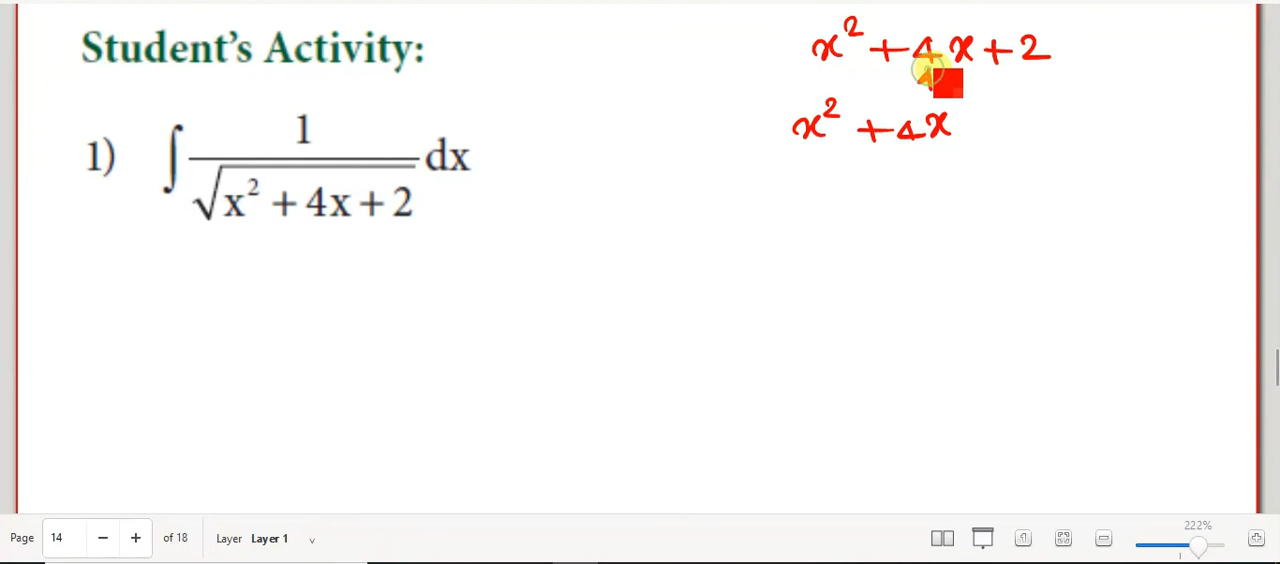 Student's Activity:
x² + 4x + 2
x² + 4x
1) ∫ 1/√(x² + 4x + 2) dx
Page 14 of 18 Layer Layer 1 222%